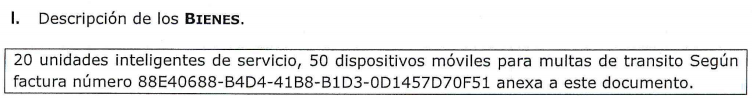 I. Descripción de los BIENES.
20 unidades inteligentes de servicio, 50 dispositivos móviles para multas de transito Según
factura número 88E40688-B4D4-41B8-B1D3-0D1457D70F51 anexa a este documento.